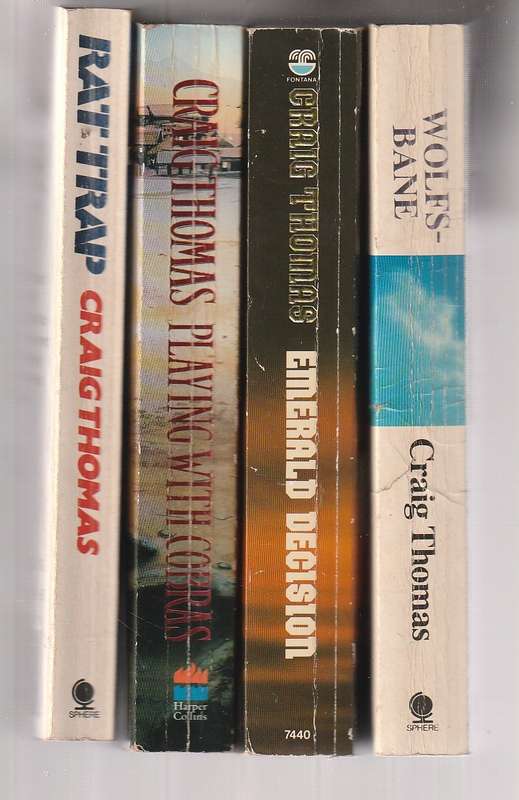 RAT TRAP CRAIG THOMAS
SPHERE
CRAIG THOMAS PLAYING WITH COBRAS
Harper
Collins
FONTANA
CRAIG THOMAS
EMERALD DECISION
7440
WOLFS-
BANE
Craig Thomas
SPHERE